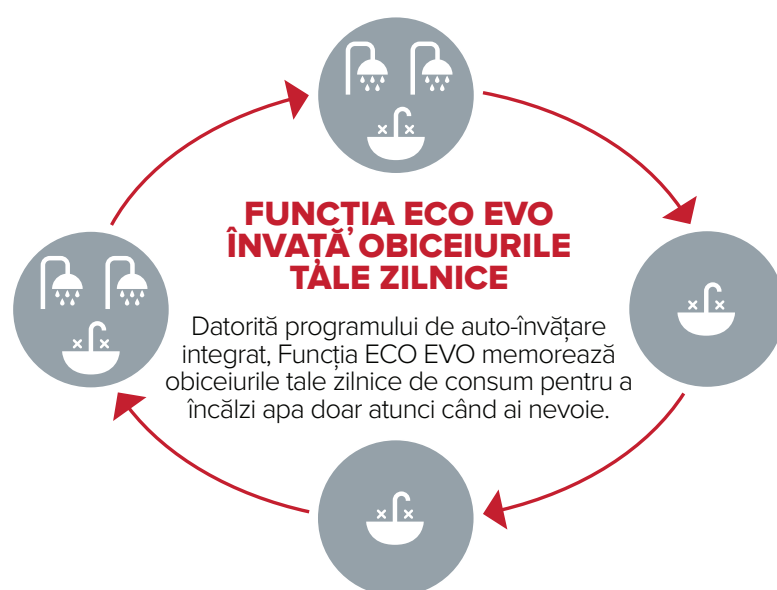 FUNCȚIA ECO EVO
ÎNVAȚĂ OBICEIURILE
TALE ZILNICE
Datorită programului de auto-învățare
integrat, Funcția ECO EVO memorează
obiceiurile tale zilnice de consum pentru a
încălzi apa doar atunci când ai nevoie.